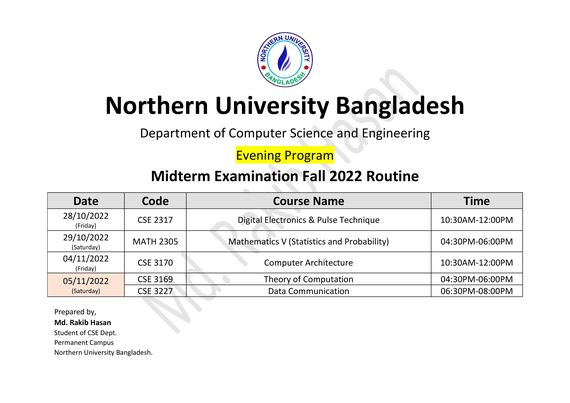 NORTHERN UNIVERSITY
BANGLADESH
Northern University Bangladesh
Department of Computer Science and Engineering
Evening Program
Midterm Examination Fall 2022 Routine
Date Code Course Name Time
28/10/2022
(Friday)
CSE 2317 Digital Electronics & Pulse Technique 10:30AM-12:00PM
29/10/2022
(Saturday)
MATH 2305 Mathematics V (Statistics and Probability) 04:30PM-06:00PM
04/11/2022
(Friday)
CSE 3170 Computer Architecture 10:30AM-12:00PM
05/11/2022
(Saturday)
CSE 3169 Theory of Computation 04:30PM-06:00PM
CSE 3227 Data Communication 06:30PM-08:00PM
Prepared by,
Md. Rakib Hasan
Student of CSE Dept.
Permanent Campus
Northern University Bangladesh.
Md. Rakib Hasan